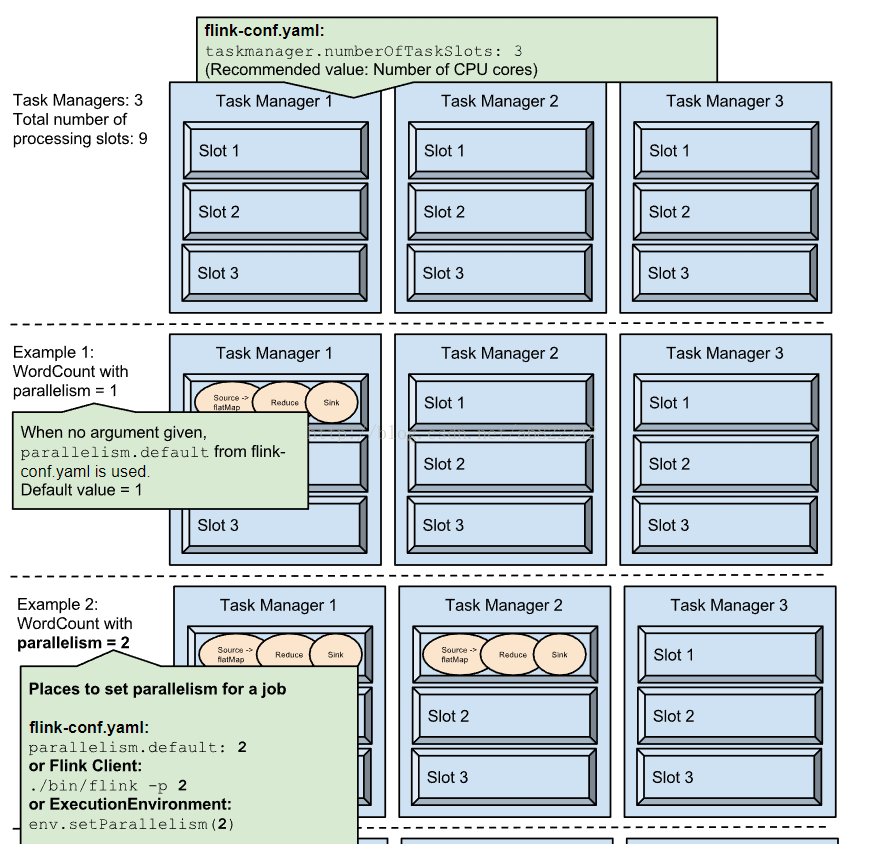 flink-conf.yaml:
taskmanager.numberOfTaskSlots: 3
(Recommended value: Number of CPU cores)
Task Managers: 3
Total number of
processing slots: 9
Task Manager 1
Slot 1
Slot 2
Slot 3
Task Manager 2
Slot 1
Slot 2
Slot 3
Task Manager 3
Slot 1
Slot 2
Slot 3
Example 1:
WordCount with
parallelism = 1
When no argument given,
parallelism.default from flink-
conf.yaml is used.
Default value = 1
Task Manager 1
Source ->
flatMap
Reduce
Sink
Slot 3
Task Manager 2
Slot 1
Slot 2
Slot 3
Task Manager 3
Slot 1
Slot 2
Slot 3
Example 2:
WordCount with
parallelism = 2
Places to set parallelism for a job
flink-conf.yaml:
parallelism.default: 2
or Flink Client:
./bin/flink -p 2
or ExecutionEnvironment:
env.setParallelism(2)
Task Manager 1
Source ->
flatMap
Reduce
Sink
Task Manager 2
Source ->
flatMap
Reduce
Sink
Slot 2
Slot 3
Task Manager 3
Slot 1
Slot 2
Slot 3